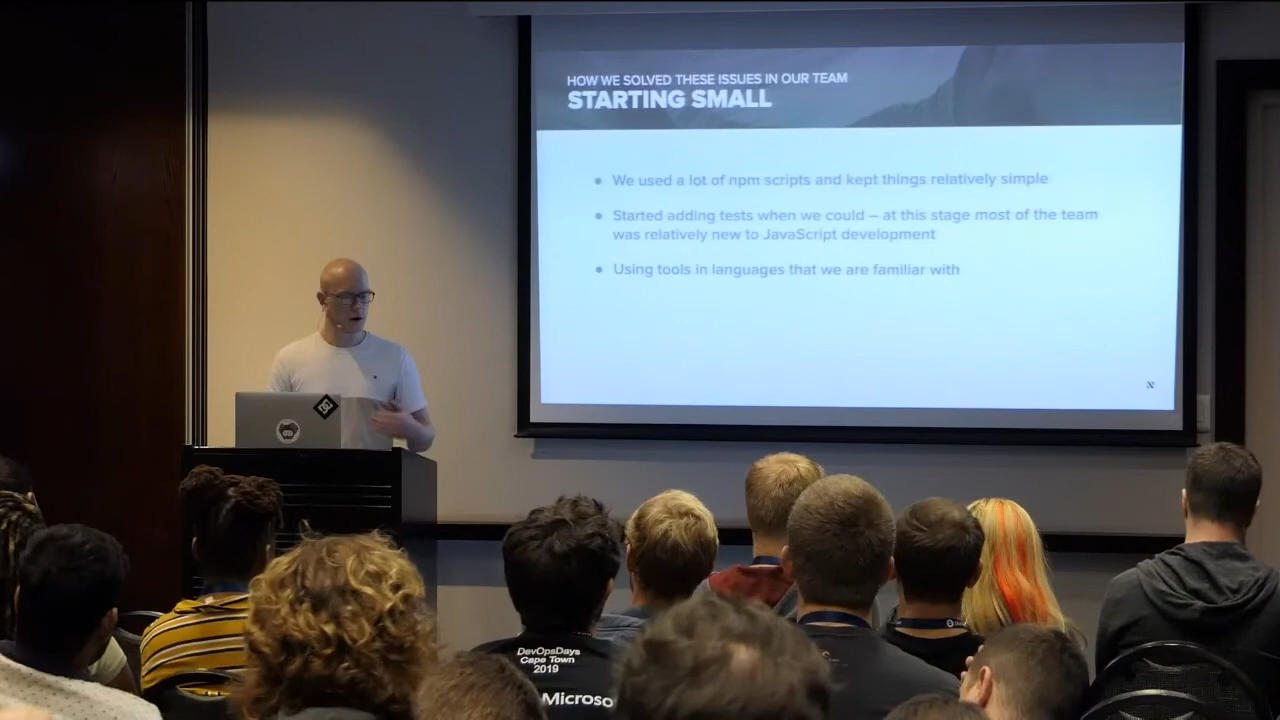 HOW WE SOLVED THESE ISSUES IN OUR TEAM
STARTING SMALL
● We used a lot of npm scripts and kept things relatively simple
● Started adding tests when we could – at this stage most of the team
was relatively new to JavaScript development
● Using tools in languages that we are familiar with
N
DevOpsDays
Cape Town
2019
Microso